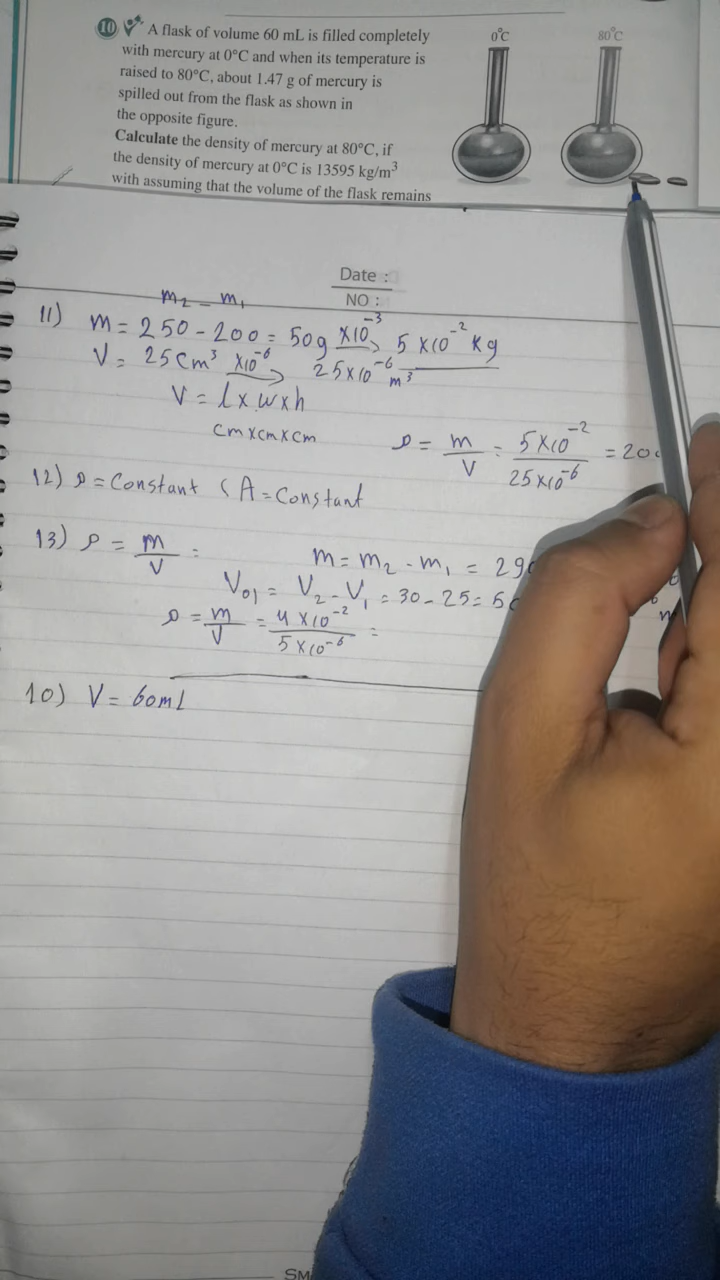 10 A flask of volume 60 mL is filled completely
with mercury at 0°C and when its temperature is
raised to 80°C, about 1.47 g of mercury is
spilled out from the flask as shown in
the opposite figure.
Calculate the density of mercury at 80°C, if
the density of mercury at 0°C is 13595 kg/m³
with assuming that the volume of the flask remains
0°C
80°C
Date :
NO :
m₂ - m₁
11) m = 250 - 200 = 50g ×10⁻³ 5 ×10⁻² Kg
V = 25 Cm³ ×10⁻⁶ 25×10⁻⁶ m³
V = l × w × h
cm×cm×cm
ρ = m/V = 5×10⁻²/25×10⁻⁶ = 200
12) ρ = Constant ( A = Constant
13) ρ = m/V = m = m₂ - m₁ = 290
V₀₁ = V₂ - V₁ = 30 - 25 = 5
ρ = m/V = 4 ×10⁻²/5 ×10⁻⁶ =
10) V = 60mL
SM